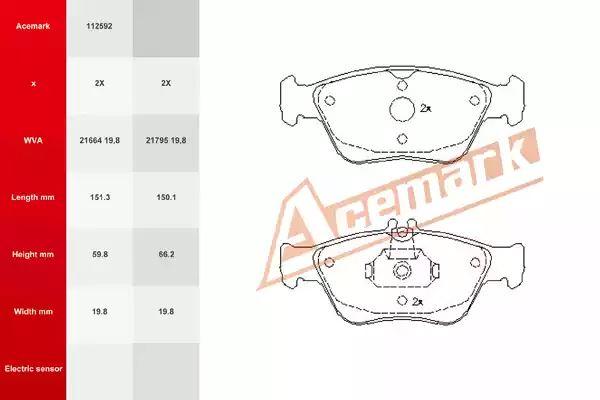 Acemark 112592
x 2X 2X
WVA 21664 19,8 21795 19,8
Length mm 151.3 150.1
Height mm 59.8 66.2
Width mm 19.8 19.8
Electric sensor
2x
Acemark
2x